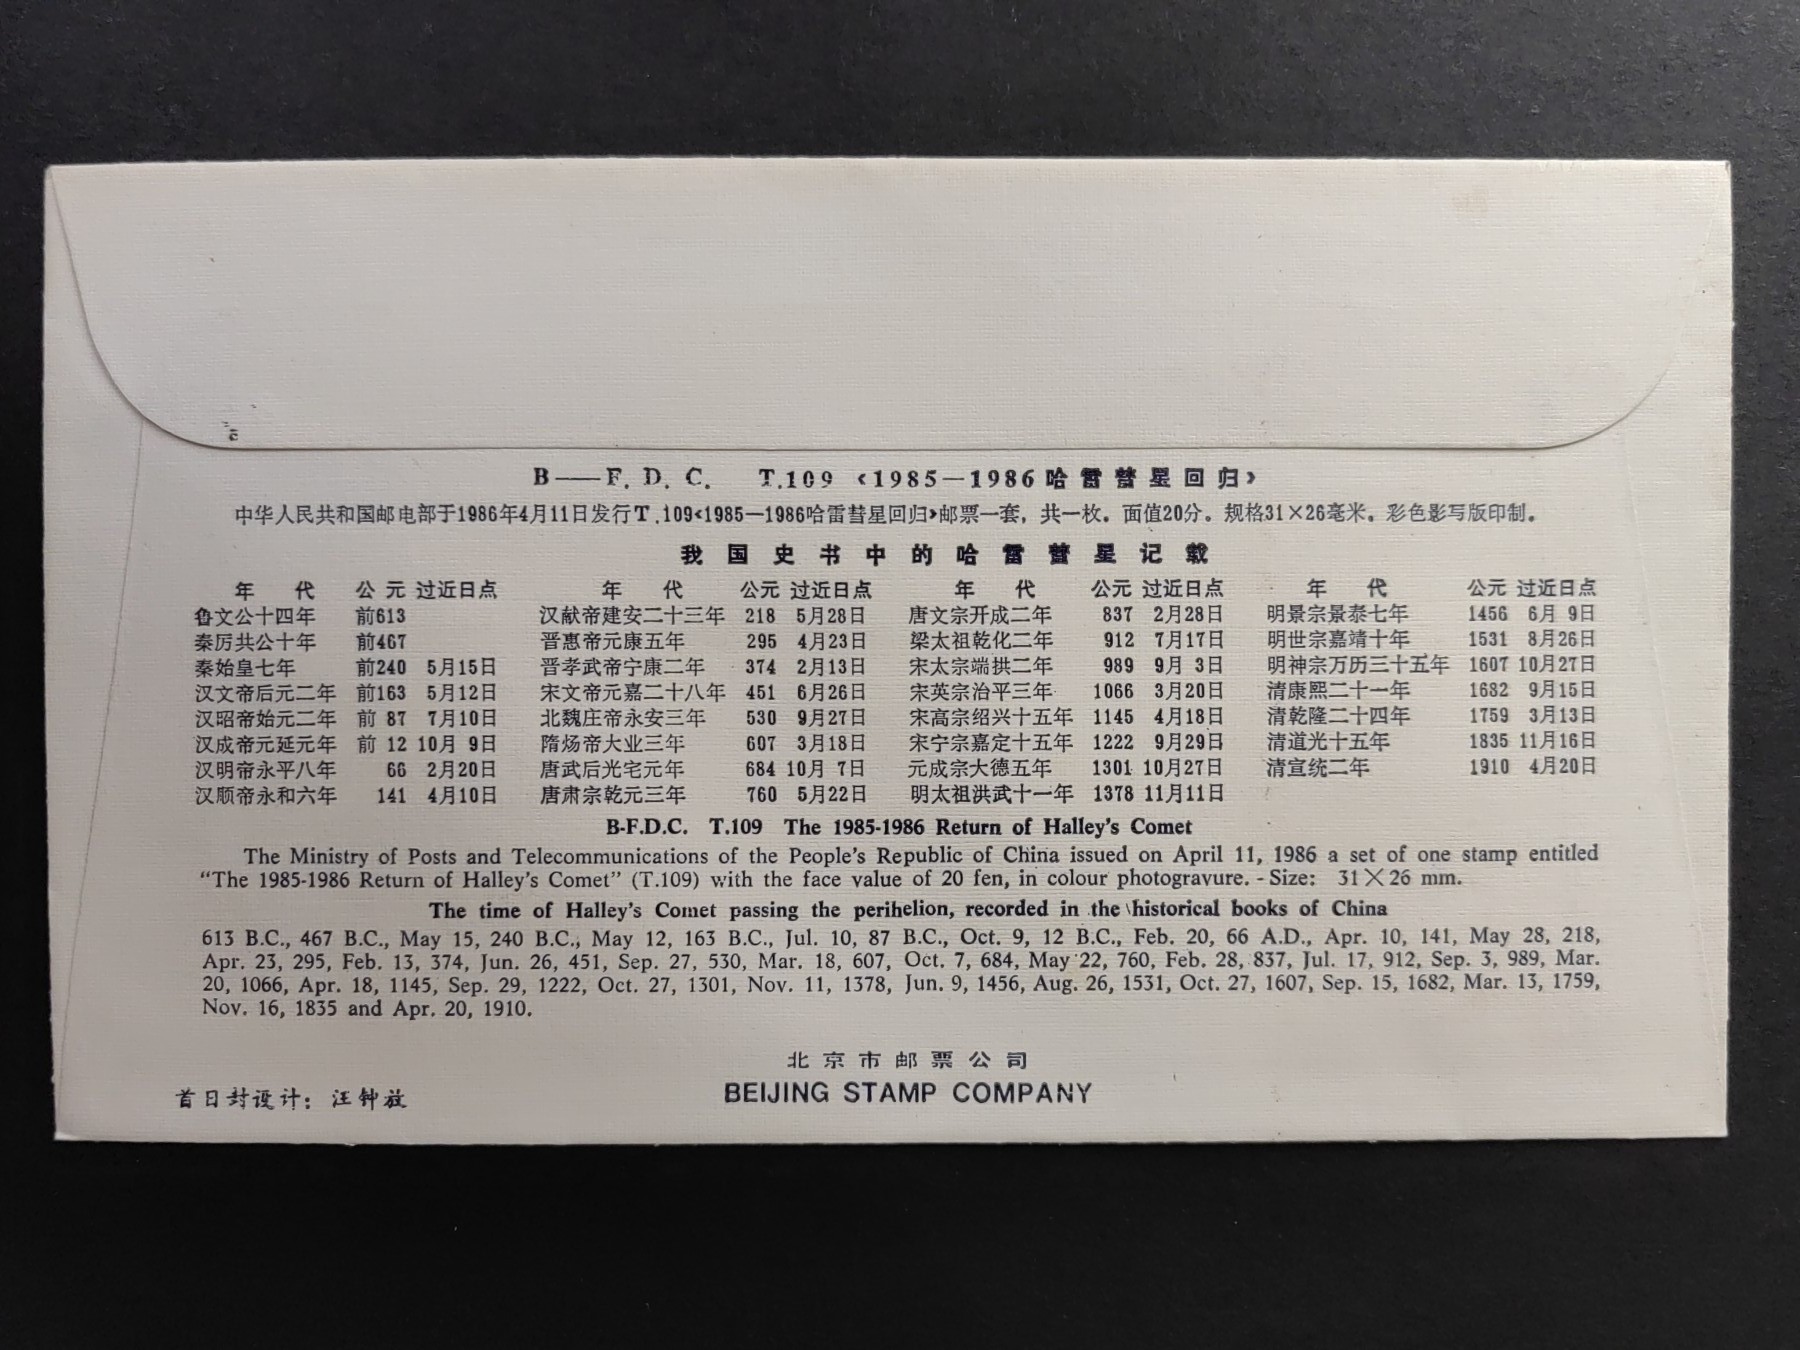 B——F. D. C. T.109《1985—1986哈雷彗星回归》
中华人民共和国邮电部于1986年4月11日发行T.109《1985—1986哈雷彗星回归》邮票一套，共一枚。面值20分。规格31×26毫米。彩色影写版印制。
我国史书中的哈雷彗星记载
年 代 公 元 过近日点 年 代 公元 过近日点 年 代 公元 过近日点 年 代 公元 过近日点
鲁文公十四年 前613 汉献帝建安二十三年 218 5月28日 唐文宗开成二年 837 2月28日 明景宗景泰七年 1456 6月 9日
秦厉共公十年 前467 晋惠帝元康五年 295 4月23日 梁太祖乾化二年 912 7月17日 明世宗嘉靖十年 1531 8月26日
秦始皇七年 前240 5月15日 晋孝武帝宁康二年 374 2月13日 宋太宗端拱二年 989 9月 3日 明神宗万历三十五年 1607 10月27日
汉文帝后元二年 前163 5月12日 宋文帝元嘉二十八年 451 6月26日 宋英宗治平三年 1066 3月20日 清康熙二十一年 1682 9月15日
汉昭帝始元二年 前 87 7月10日 北魏庄帝永安三年 530 9月27日 宋高宗绍兴十五年 1145 4月18日 清乾隆二十四年 1759 3月13日
汉成帝元延元年 前 12 10月 9日 隋炀帝大业三年 607 3月18日 宋宁宗嘉定十五年 1222 9月29日 清道光十五年 1835 11月16日
汉明帝永平八年 66 2月20日 唐武后光宅元年 684 10月 7日 元成宗大德五年 1301 10月27日 清宣统二年 1910 4月20日
汉顺帝永和六年 141 4月10日 唐肃宗乾元三年 760 5月22日 明太祖洪武十一年 1378 11月11日
B-F.D.C. T.109 The 1985-1986 Return of Halley's Comet
The Ministry of Posts and Telecommunications of the People's Republic of China issued on April 11, 1986 a set of one stamp entitled
"The 1985-1986 Return of Halley's Comet" (T.109) with the face value of 20 fen, in colour photogravure. - Size: 31×26 mm.
The time of Halley's Comet passing the perihelion, recorded in the historical books of China
613 B.C., 467 B.C., May 15, 240 B.C., May 12, 163 B.C., Jul. 10, 87 B.C., Oct. 9, 12 B.C., Feb. 20, 66 A.D., Apr. 10, 141, May 28, 218,
Apr. 23, 295, Feb. 13, 374, Jun. 26, 451, Sep. 27, 530, Mar. 18, 607, Oct. 7, 684, May 22, 760, Feb. 28, 837, Jul. 17, 912, Sep. 3, 989, Mar.
20, 1066, Apr. 18, 1145, Sep. 29, 1222, Oct. 27, 1301, Nov. 11, 1378, Jun. 9, 1456, Aug. 26, 1531, Oct. 27, 1607, Sep. 15, 1682, Mar. 13, 1759,
Nov. 16, 1835 and Apr. 20, 1910.
北京市邮票公司
BEIJING STAMP COMPANY
首日封设计：汪钟放